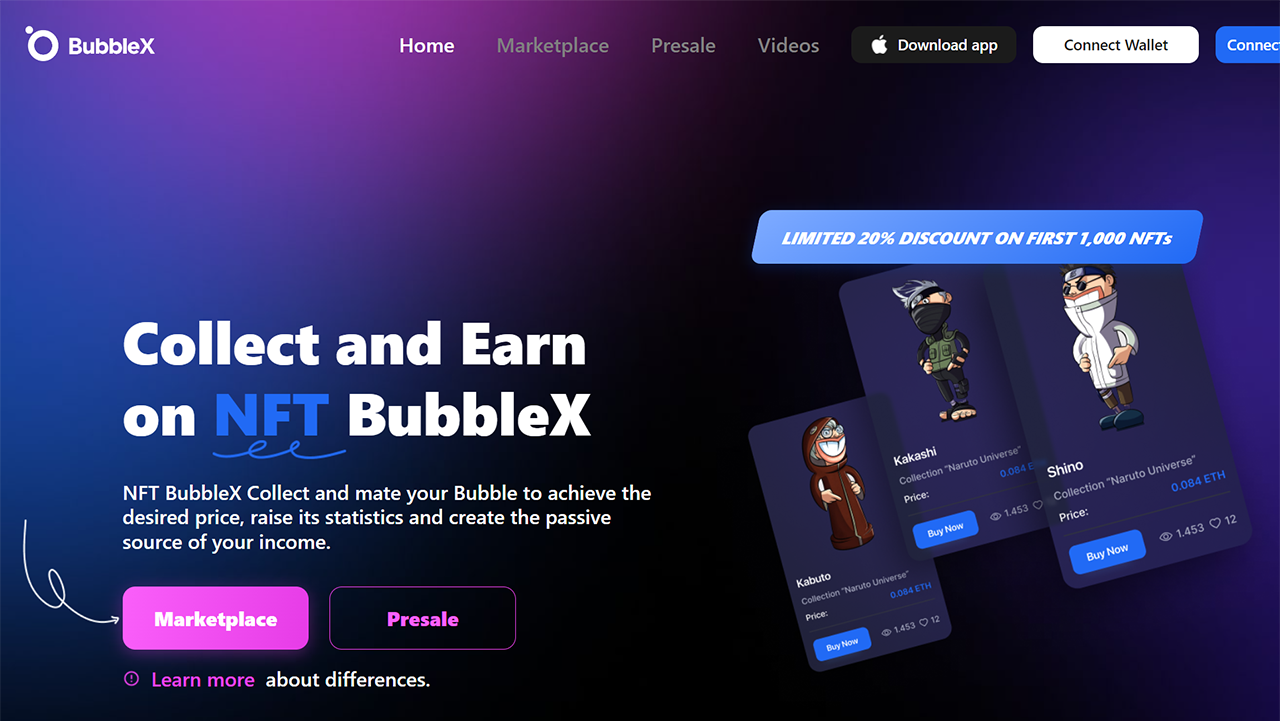 BubbleX
Home
Marketplace
Presale
Videos
Download app
Connect Wallet
Connect
LIMITED 20% DISCOUNT ON FIRST 1,000 NFTs
Collect and Earn
on NFT BubbleX
NFT BubbleX Collect and mate your Bubble to achieve the
desired price, raise its statistics and create the passive
source of your income.
Marketplace
Presale
Learn more about differences.
Kabuto
Collection “Naruto Universe”
0.084 ETH
Price:
Buy Now
1.453
12
Kakashi
Collection “Naruto Universe”
0.084 E
Price:
Buy Now
1.453
Shino
Collection “Naruto Universe”
0.084 ETH
Price:
Buy Now
1.453
12